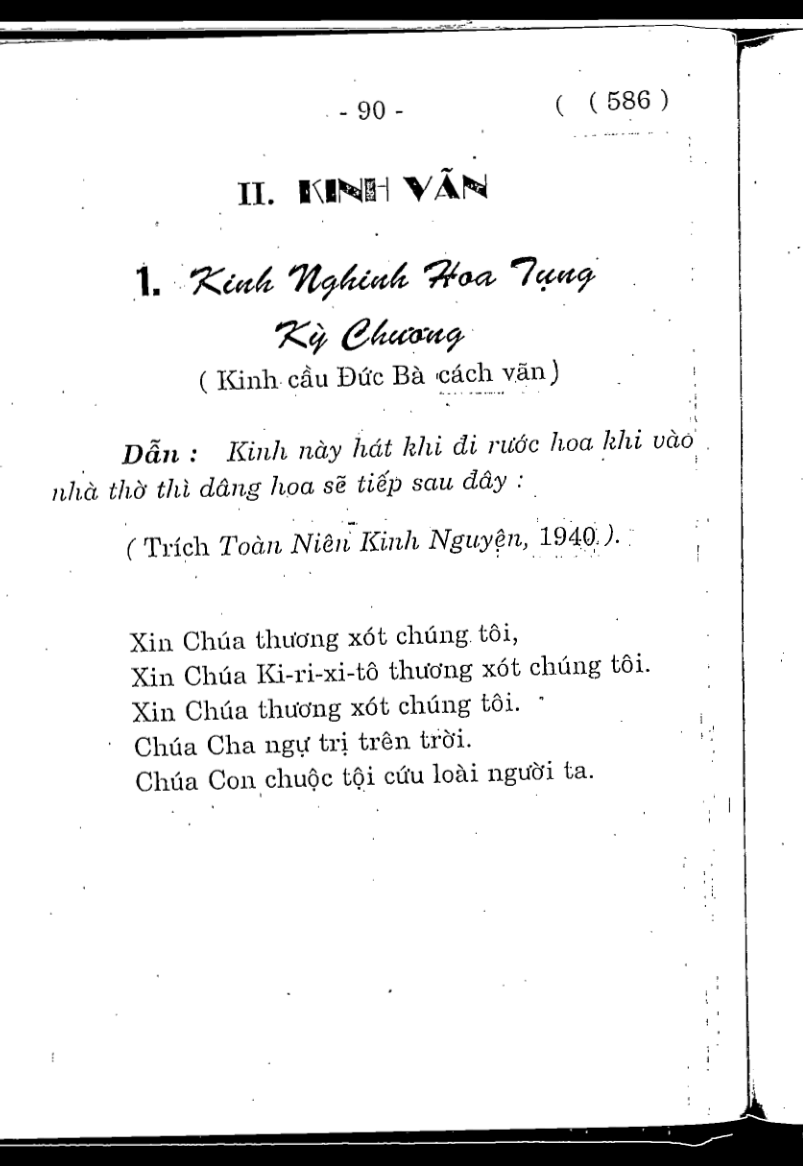 - 90 -
( ( 586 )
II. KINH VÃN
1. Kinh Nghinh Hoa Tụng
Kỳ Chương
( Kinh cầu Đức Bà cách vãn )
Dẫn : Kinh này hát khi đi rước hoa khi vào
nhà thờ thì dâng hoa sẽ tiếp sau đây :
( Trích Toàn Niên Kinh Nguyện, 1940 ).
Xin Chúa thương xót chúng tôi,
Xin Chúa Ki-ri-xi-tô thương xót chúng tôi.
Xin Chúa thương xót chúng tôi.
Chúa Cha ngự trị trên trời.
Chúa Con chuộc tội cứu loài người ta.